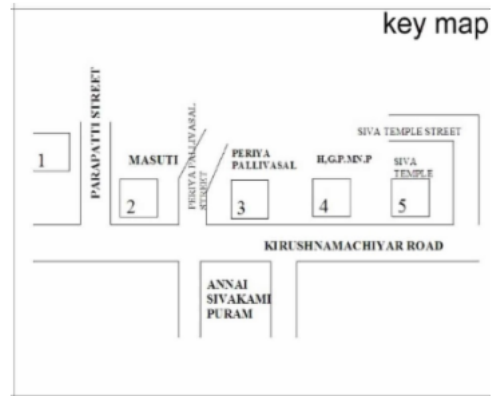 key map
PARAPATTI STREET
1
MASUTI
2
PERIYA PALLIVASAL
STREET
PERIYA
PALLIVASAL
3
H,G.P.MN.P
4
SIVA TEMPLE STREET
SIVA
TEMPLE
5
KIRUSHNAMACHIYAR ROAD
ANNAI
SIVAKAMI
PURAM